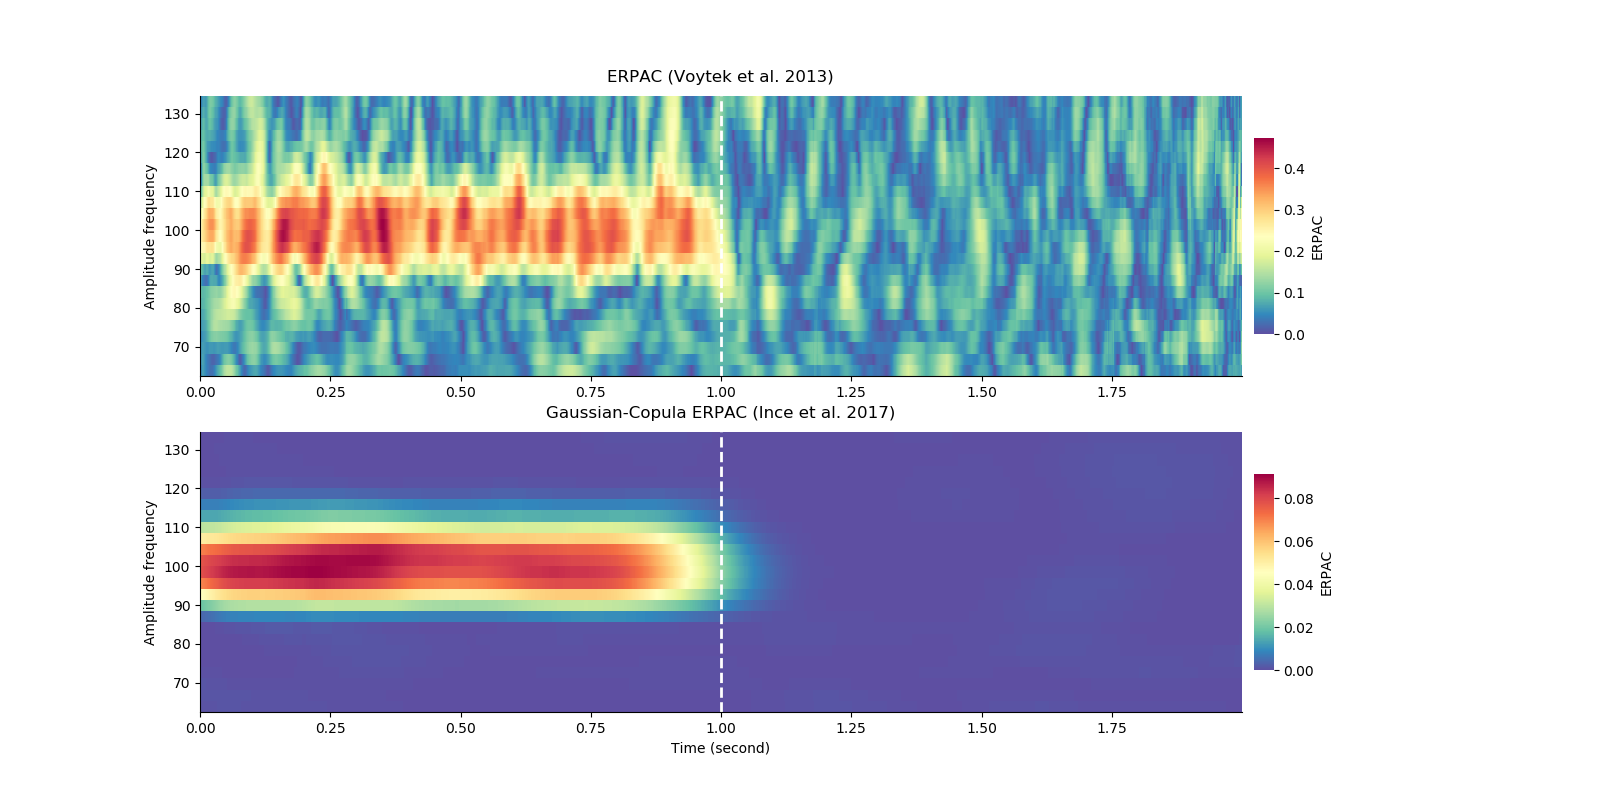 ERPAC (Voytek et al. 2013)
Amplitude frequency
130
120
110
100
90
80
70
0.00 0.25 0.50 0.75 1.00 1.25 1.50 1.75
0.4
0.3
0.2
0.1
0.0
ERPAC
Gaussian-Copula ERPAC (Ince et al. 2017)
Amplitude frequency
130
120
110
100
90
80
70
0.00 0.25 0.50 0.75 1.00 1.25 1.50 1.75
Time (second)
0.08
0.06
0.04
0.02
0.00
ERPAC